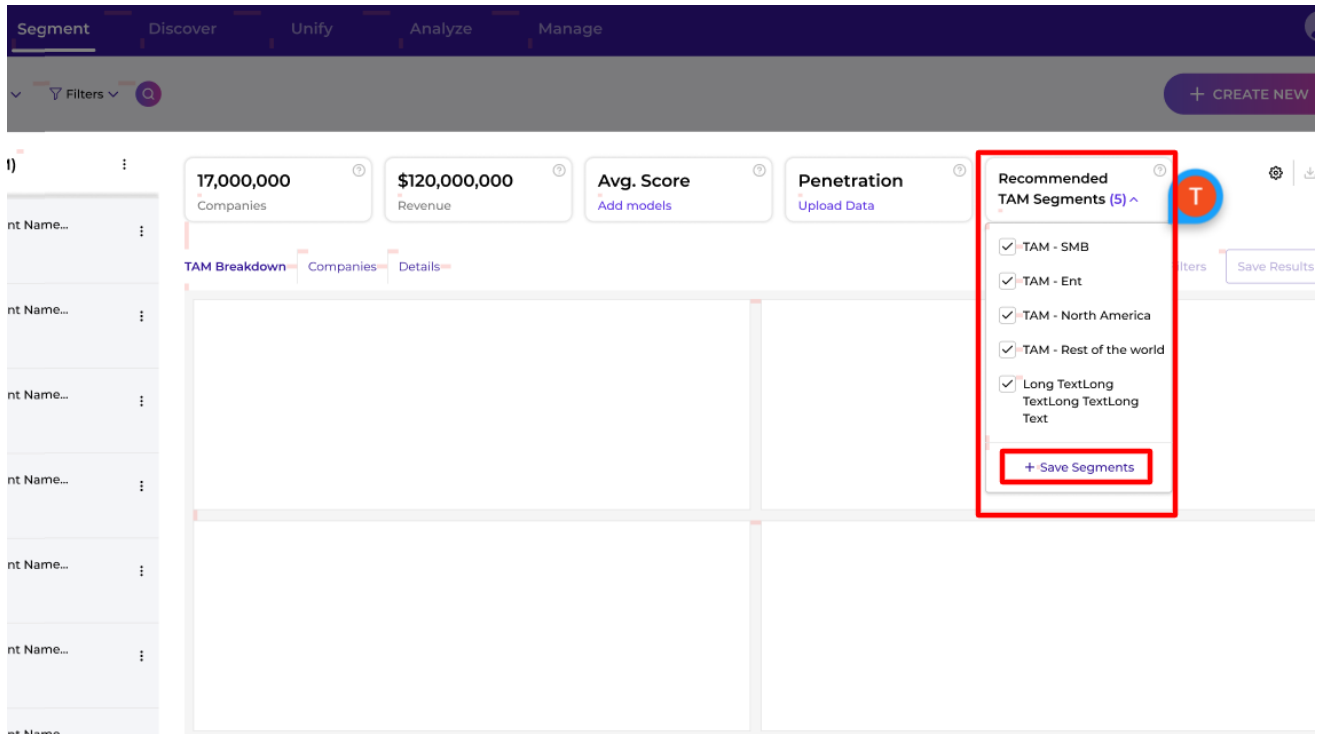 Segment Discover Unify Analyze Manage
Filters
+ CREATE NEW
17,000,000
Companies
$120,000,000
Revenue
Avg. Score
Add models
Penetration
Upload Data
Recommended
TAM Segments (5)
T
nt Name...
TAM Breakdown Companies Details
lters
Save Results
TAM - SMB
TAM - Ent
TAM - North America
TAM - Rest of the world
Long TextLong
TextLong TextLong
Text
+ Save Segments
nt Name...
nt Name...
nt Name...
nt Name...
nt Name...